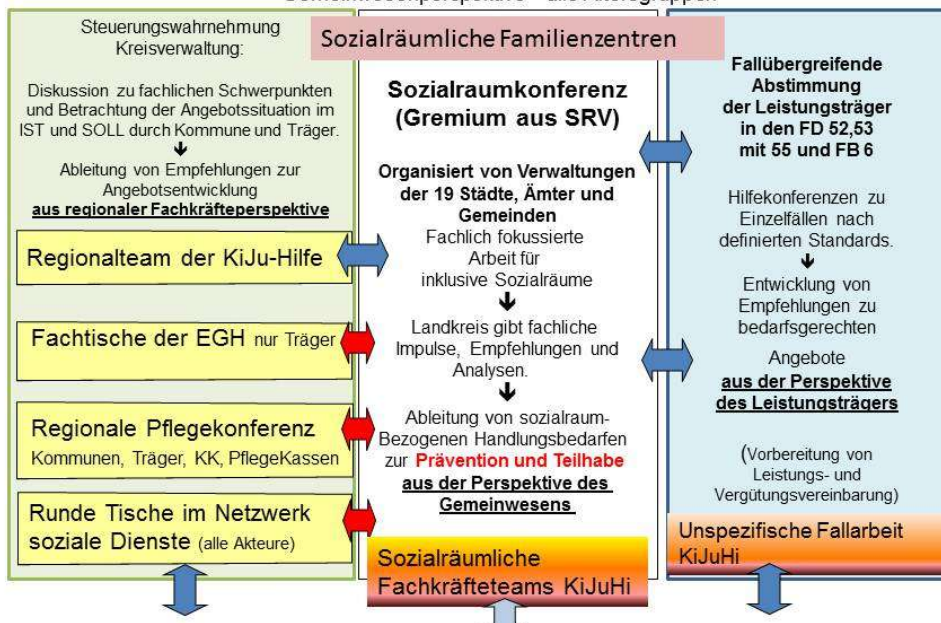 Steuerungswahrnehmung
Kreisverwaltung:
Diskussion zu fachlichen Schwerpunkten
und Betrachtung der Angebotssituation im
IST und SOLL durch Kommune und Träger.
Ableitung von Empfehlungen zur
Angebotsentwicklung
aus regionaler Fachkräfteperspektive
Regionalteam der KiJu-Hilfe
Fachtische der EGH nur Träger
Regionale Pflegekonferenz
Kommunen, Träger, KK, PflegeKassen
Runde Tische im Netzwerk
soziale Dienste (alle Akteure)
Sozialräumliche Familienzentren
Sozialraumkonferenz
(Gremium aus SRV)
Organisiert von Verwaltungen
der 19 Städte, Ämter und
Gemeinden
Fachlich fokussierte
Arbeit für
inklusive Sozialräume
Landkreis gibt fachliche
Impulse, Empfehlungen und
Analysen.
Ableitung von sozialraum-
Bezogenen Handlungsbedarfen
zur Prävention und Teilhabe
aus der Perspektive des
Gemeinwesens
Sozialräumliche
Fachkräfteteams KiJuHi
Fallübergreifende
Abstimmung
der Leistungsträger
in den FD 52,53
mit 55 und FB 6
Hilfekonferenzen zu
Einzelfällen nach
definierten Standards.
Entwicklung von
Empfehlungen zu
bedarfsgerechten
Angebote
aus der Perspektive
des Leistungsträgers
(Vorbereitung von
Leistungs- und
Vergütungsvereinbarung)
Unspezifische Fallarbeit
KiJuHi